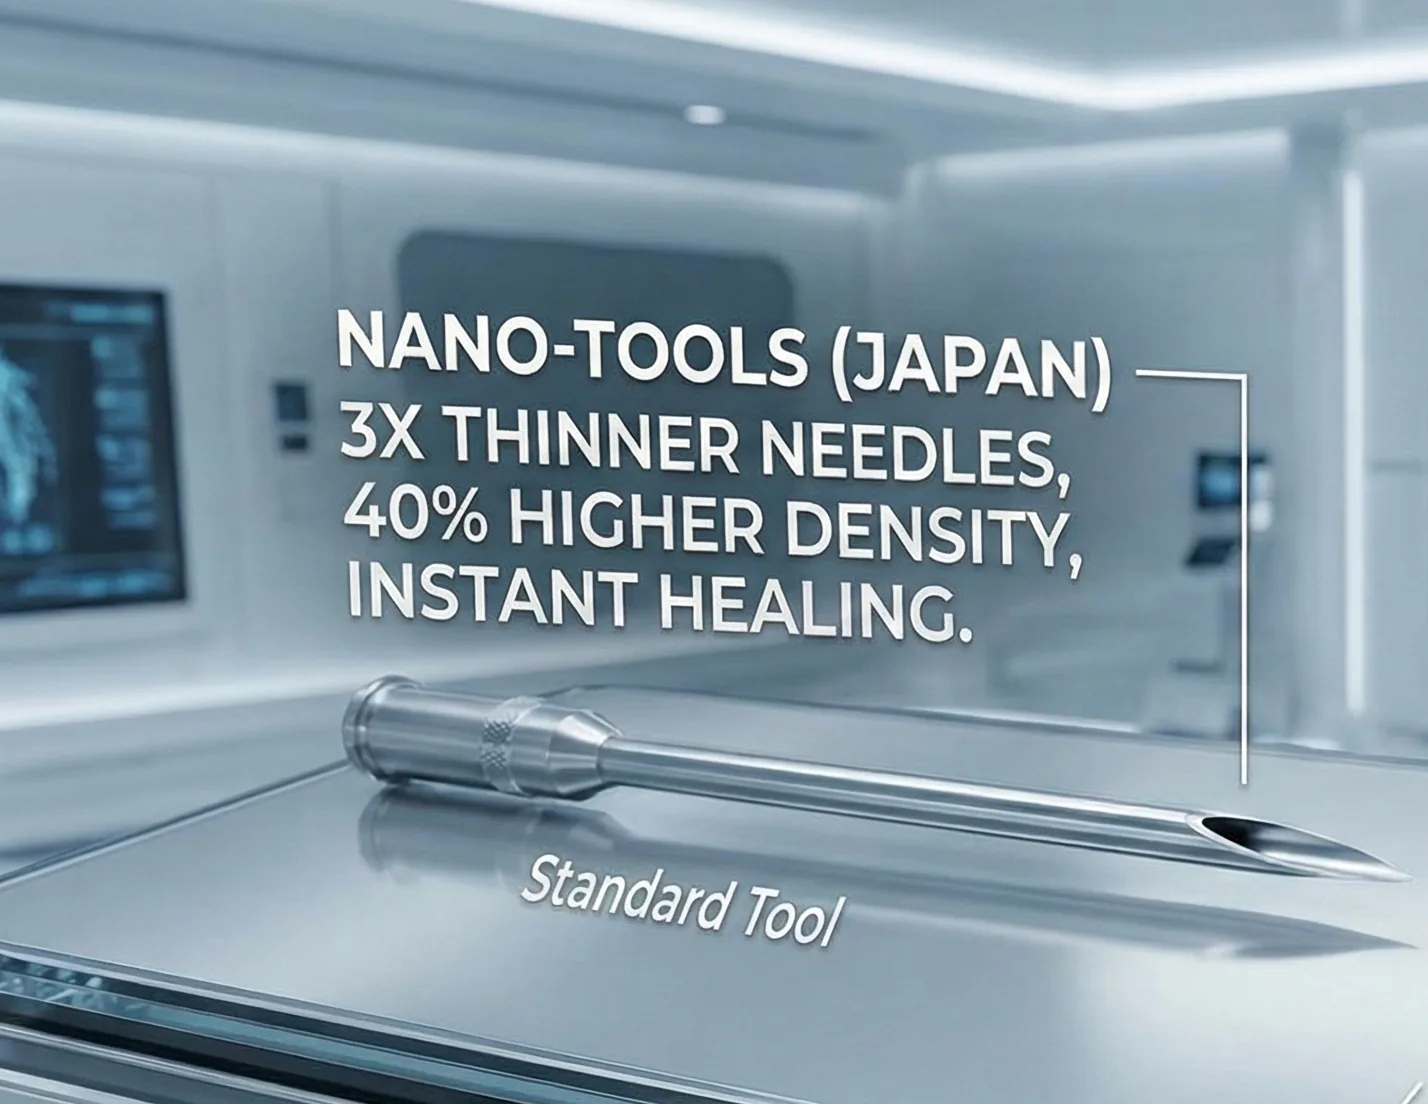 NANO-TOOLS (JAPAN)
3X THINNER NEEDLES,
40% HIGHER DENSITY,
INSTANT HEALING.
Standard Tool